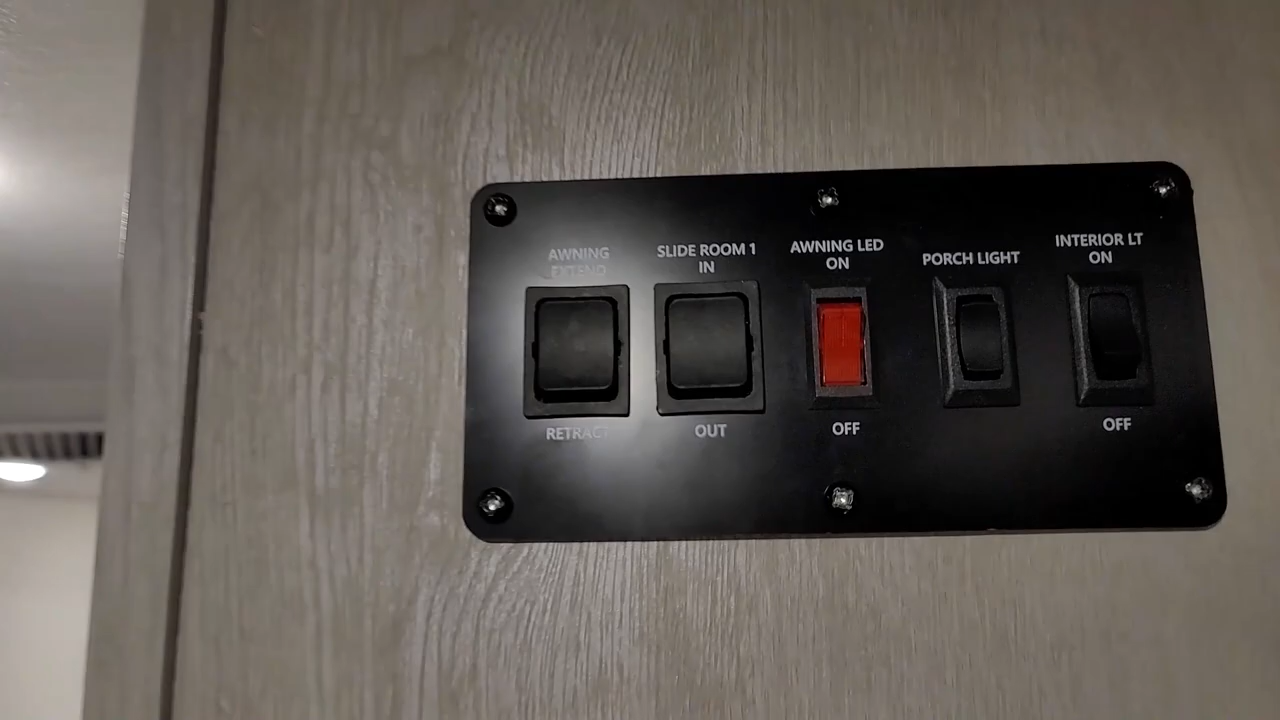 AWNING
EXTEND
RETRACT
SLIDE ROOM 1
IN
OUT
AWNING LED
ON
OFF
PORCH LIGHT
INTERIOR LT
ON
OFF